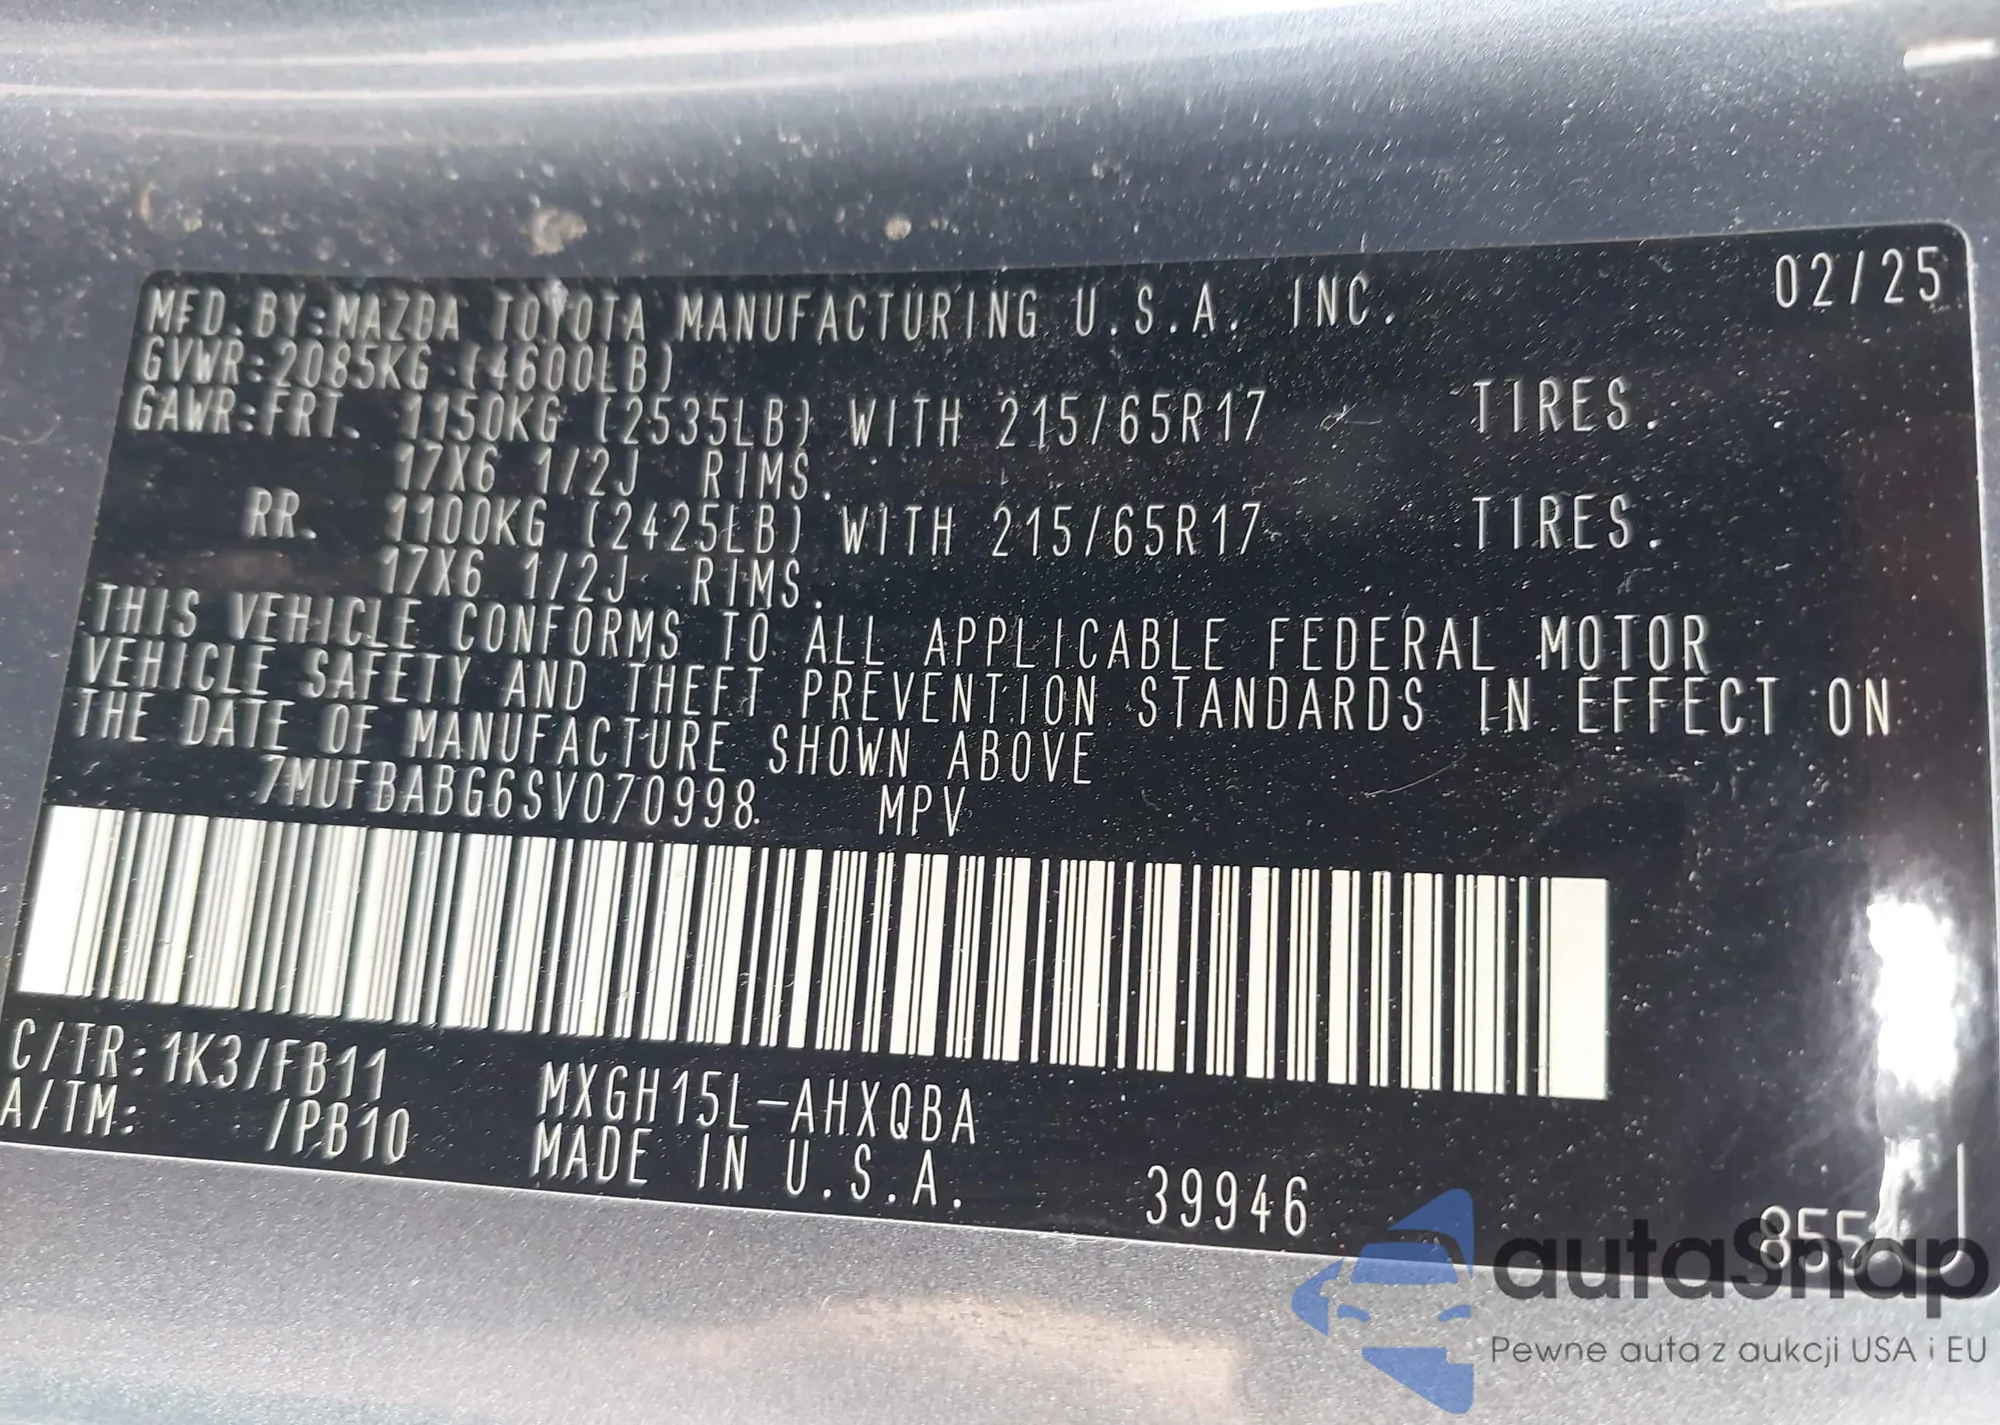 MFD. BY:MAZDA TOYOTA MANUFACTURING U.S.A. INC. 02/25
GVWR:2085KG (4600LB)
GAWR:FRT. 1150KG (2535LB) WITH 215/65R17 TIRES.
17X6 1/2J RIMS.
RR. 1100KG (2425LB) WITH 215/65R17 TIRES.
17X6 1/2J RIMS.
THIS VEHICLE CONFORMS TO ALL APPLICABLE FEDERAL MOTOR
VEHICLE SAFETY AND THEFT PREVENTION STANDARDS IN EFFECT ON
THE DATE OF MANUFACTURE SHOWN ABOVE
7MUFBABG6SV070998 MPV
C/TR:1K3/FB11
A/TM: /PB10
MXGH15L-AHXQBA
MADE IN U.S.A.
39946
autaSnap
Pewne auta z aukcji USA i EU